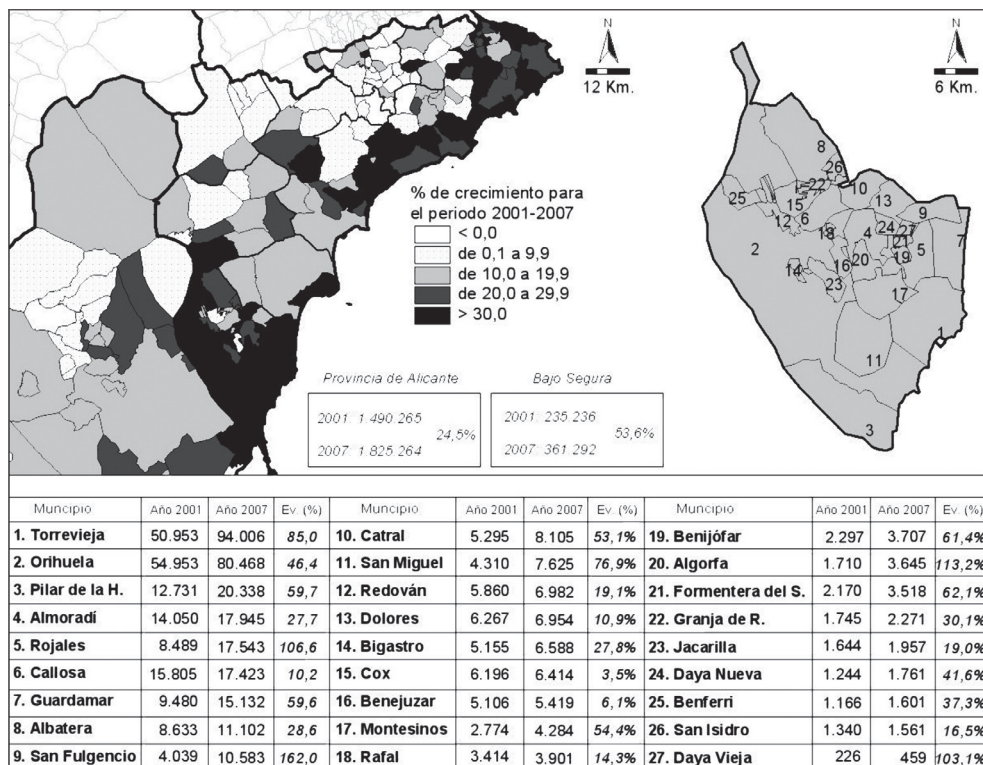 N
12 Km.
N
6 Km.
% de crecimiento para
el periodo 2001-2007
< 0,0
de 0,1 a 9,9
de 10,0 a 19,9
de 20,0 a 29,9
> 30,0
Provincia de Alicante
2001: 1.490.265
24,5%
2007: 1.825.264
Bajo Segura
2001: 235.236
53,6%
2007: 361.292
8
26
25
22
10
15
13
12
6
9
2
18
4
24
27
7
21
5
14
16
20
19
23
17
1
11
3
Muncipio Año 2001 Año 2007 Ev. (%) Muncipio Año 2001 Año 2007 Ev. (%) Muncipio Año 2001 Año 2007 Ev. (%)
1. Torrevieja 50.953 94.006 85,0 10. Catral 5.295 8.105 53,1% 19. Benijófar 2.297 3.707 61,4%
2. Orihuela 54.953 80.468 46,4 11. San Miguel 4.310 7.625 76,9% 20. Algorfa 1.710 3.645 113,2%
3. Pilar de la H. 12.731 20.338 59,7 12. Redován 5.860 6.982 19,1% 21. Formentera del S. 2.170 3.518 62,1%
4. Almoradí 14.050 17.945 27,7 13. Dolores 6.267 6.954 10,9% 22. Granja de R. 1.745 2.271 30,1%
5. Rojales 8.489 17.543 106,6 14. Bigastro 5.155 6.588 27,8% 23. Jacarilla 1.644 1.957 19,0%
6. Callosa 15.805 17.423 10,2 15. Cox 6.196 6.414 3,5% 24. Daya Nueva 1.244 1.761 41,6%
7. Guardamar 9.480 15.132 59,6 16. Benejuzar 5.106 5.419 6,1% 25. Benferri 1.166 1.601 37,3%
8. Albatera 8.633 11.102 28,6 17. Montesinos 2.774 4.284 54,4% 26. San Isidro 1.340 1.561 16,5%
9. San Fulgencio 4.039 10.583 162,0 18. Rafal 3.414 3.901 14,3% 27. Daya Vieja 226 459 103,1%